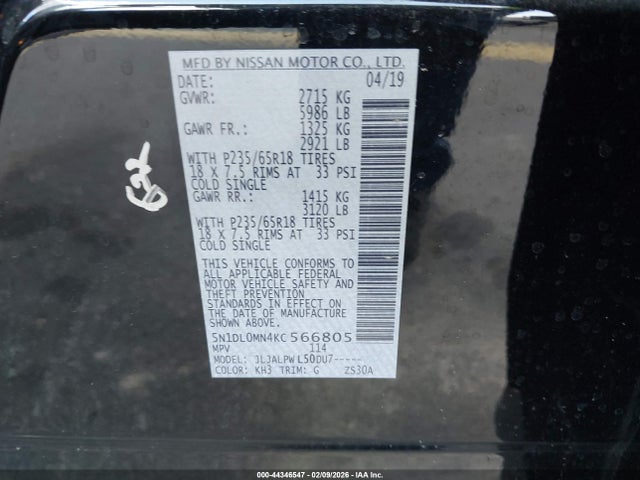 MFD BY NISSAN MOTOR CO., LTD.
DATE: 04/19
GVWR: 2715 KG
5986 LB
GAWR FR.: 1325 KG
2921 LB
WITH P235/65R18 TIRES
18 X 7.5 RIMS AT 33 PSI
COLD SINGLE
GAWR RR.: 1415 KG
3120 LB
WITH P235/65R18 TIRES
18 X 7.5 RIMS AT 33 PSI
COLD SINGLE
THIS VEHICLE CONFORMS TO
ALL APPLICABLE FEDERAL
MOTOR VEHICLE SAFETY AND
THEFT PREVENTION
STANDARDS IN EFFECT ON
THE DATE OF MANUFACTURE
SHOWN ABOVE.
5N1DL0MN4KC566805
MPV 114
MODEL: JLJALPWL50DU7-----
COLOR: KH3 TRIM: G ZS30A
000-44346547 - 02/09/2026 - IAA Inc.